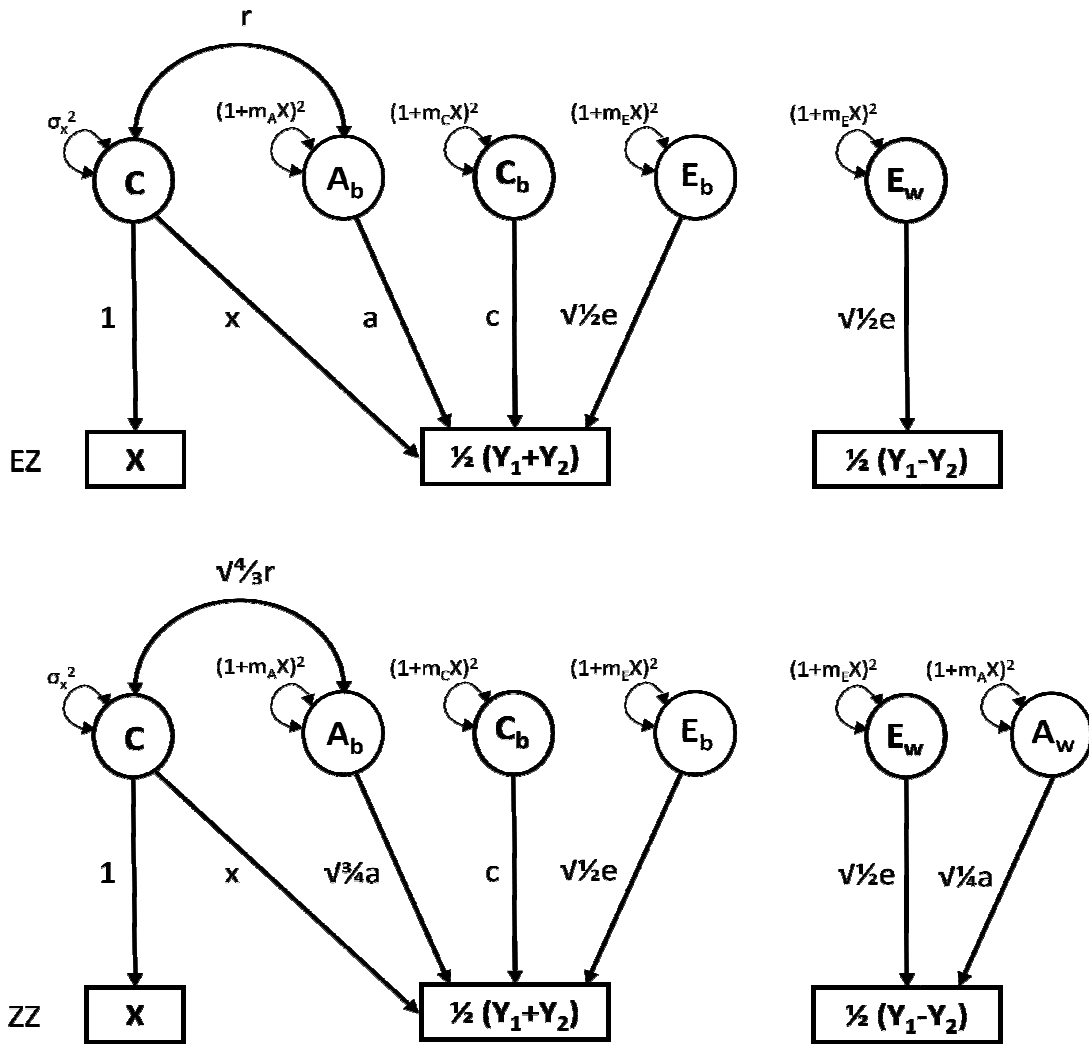 r
σx² (1+mAX)² (1+mCX)² (1+mEX)² (1+mEX)²
C Ab Cb Eb Ew
1 x a c √½e √½e
EZ X ½ (Y1+Y2) ½ (Y1-Y2)
√⁴⁄₃r
σx² (1+mAX)² (1+mCX)² (1+mEX)² (1+mEX)² (1+mAX)²
C Ab Cb Eb Ew Aw
1 x √¾a c √½e √½e √¼a
ZZ X ½ (Y1+Y2) ½ (Y1-Y2)